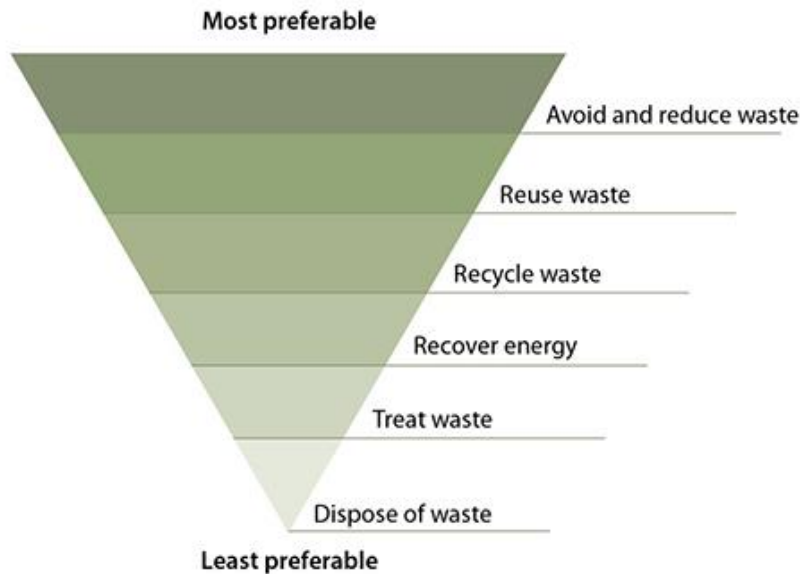 Most preferable
Avoid and reduce waste
Reuse waste
Recycle waste
Recover energy
Treat waste
Dispose of waste
Least preferable